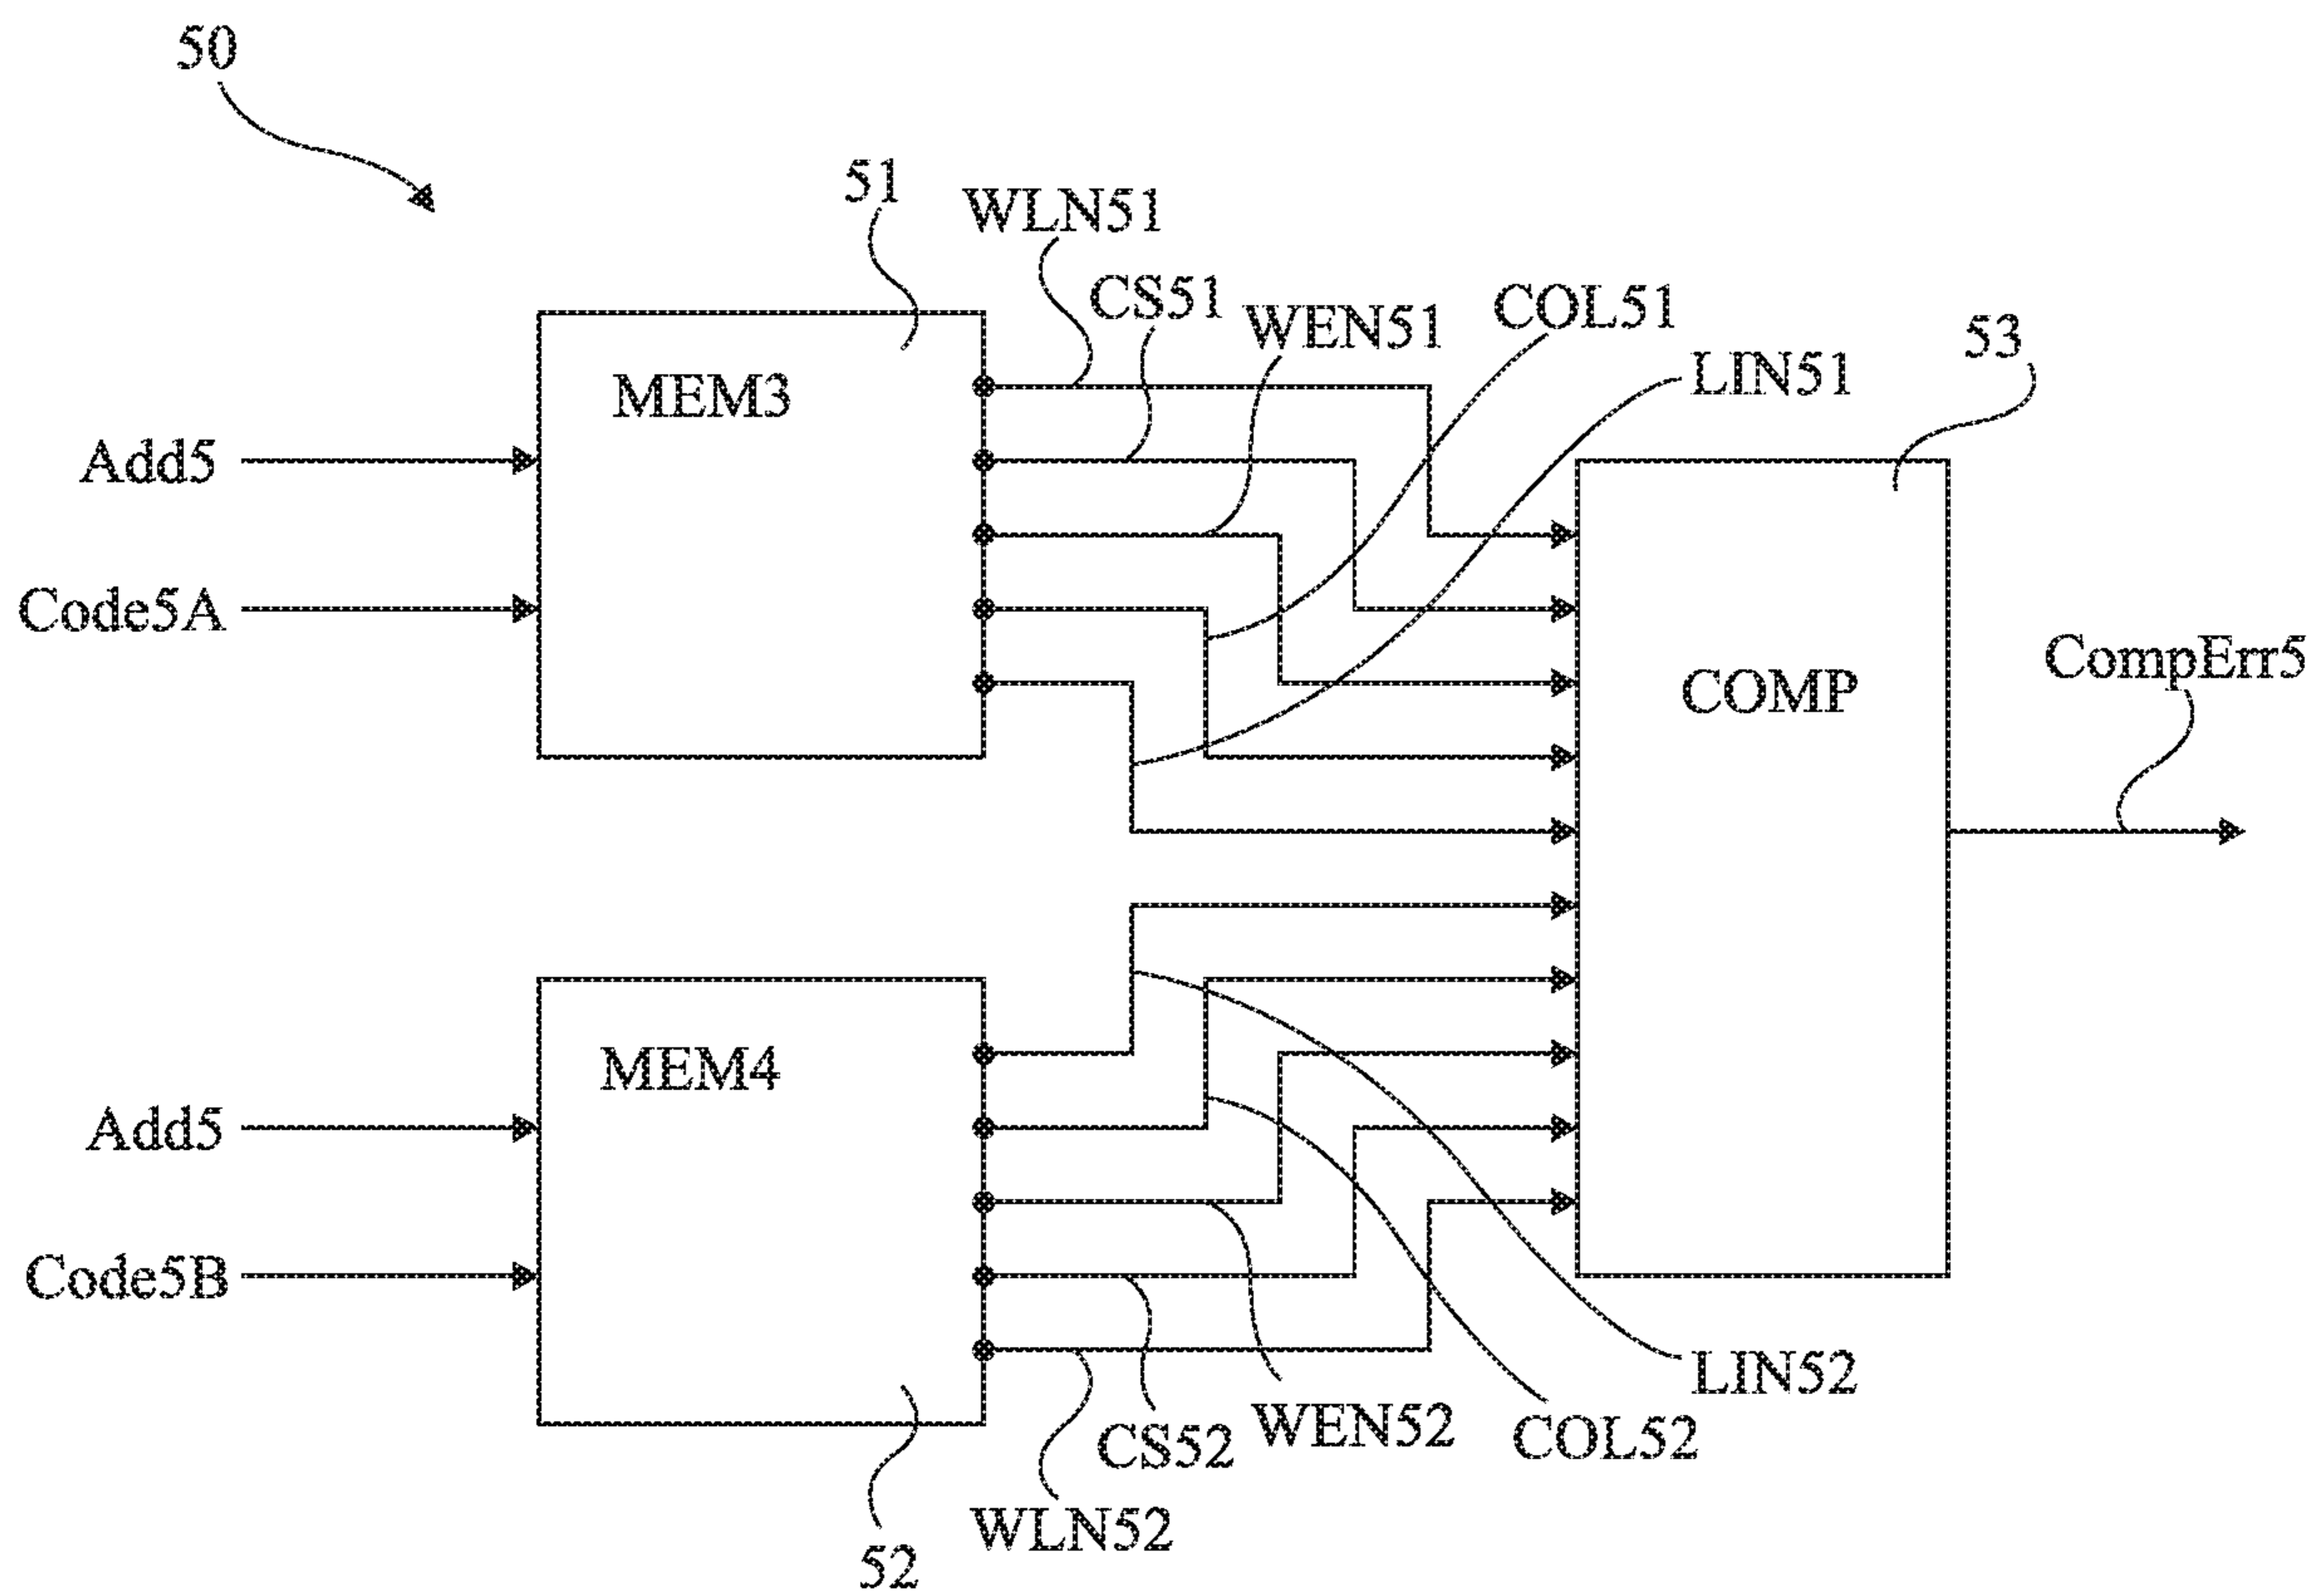 50
51
WLN51
CS51
WEN51
COL51
LIN51
53
MEM3
Add5
Code5A
COMP
CompErr5
MEM4
Add5
Code5B
LIN52
COL52
WEN52
CS52
WLN52
52